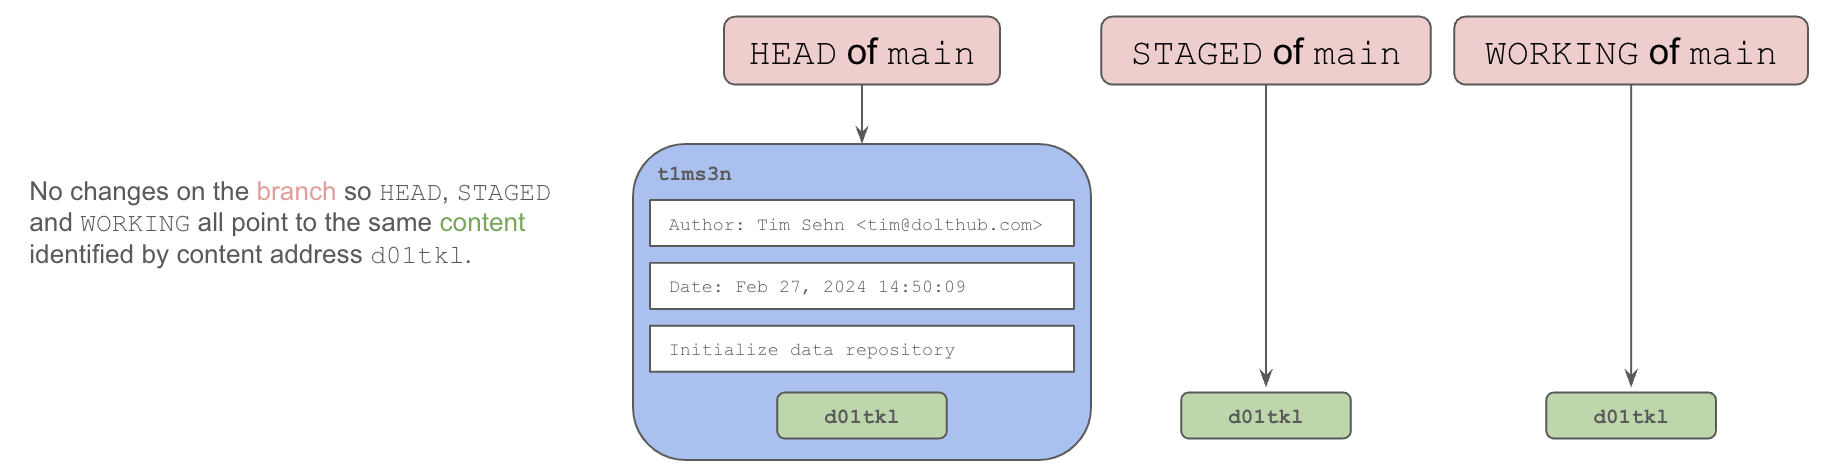 HEAD of main
STAGED of main
WORKING of main
No changes on the branch so HEAD, STAGED
and WORKING all point to the same content
identified by content address d01tkl.
t1ms3n
Author: Tim Sehn <tim@dolthub.com>
Date: Feb 27, 2024 14:50:09
Initialize data repository
d01tkl
d01tkl
d01tkl